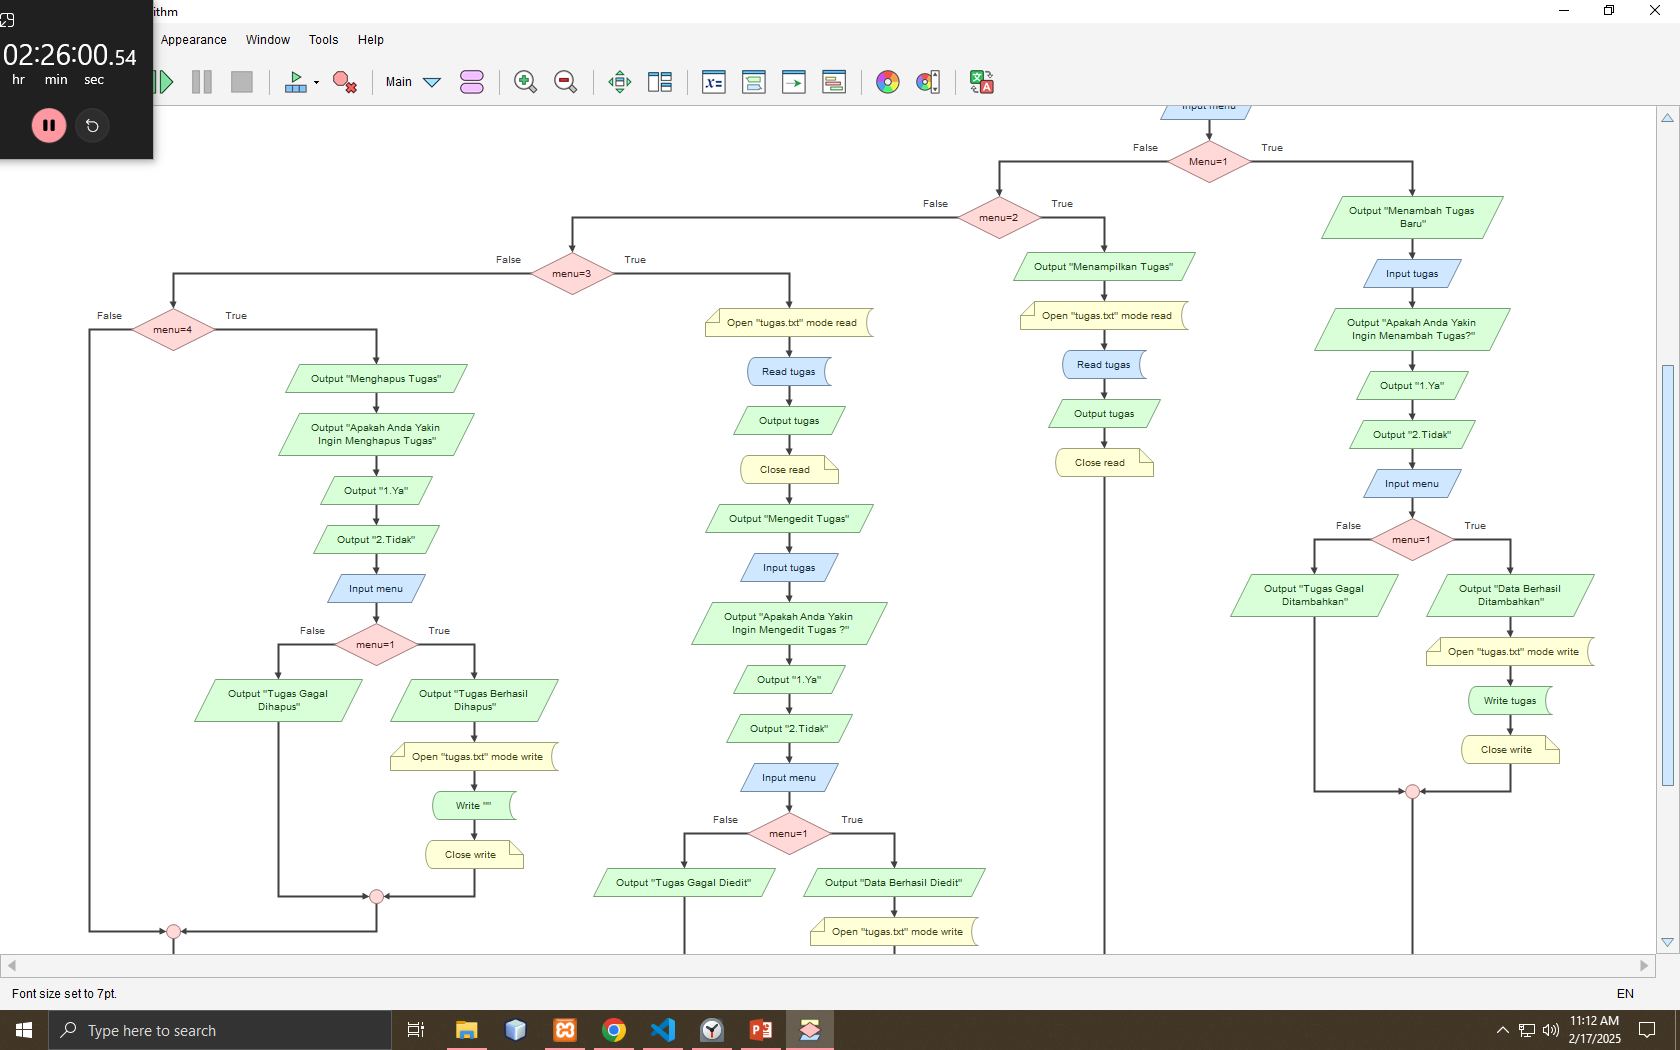 ithm
02:26:00.54
hr min sec
Appearance Window Tools Help
Main
Input menu
False True
Menu=1
False True
menu=2
Output "Menambah Tugas
Baru"
False True
menu=3
Output "Menampilkan Tugas"
Input tugas
False True
menu=4
Open "tugas.txt" mode read
Open "tugas.txt" mode read
Output "Apakah Anda Yakin
Ingin Menambah Tugas?"
Output "Menghapus Tugas"
Read tugas
Read tugas
Output "1.Ya"
Output "Apakah Anda Yakin
Ingin Menghapus Tugas"
Output tugas
Output tugas
Output "2.Tidak"
Close read
Close read
Output "1.Ya"
Input menu
Output "2.Tidak"
Output "Mengedit Tugas"
False True
menu=1
Input menu
Input tugas
Output "Tugas Gagal
Ditambahkan"
Output "Data Berhasil
Ditambahkan"
False True
menu=1
Output "Apakah Anda Yakin
Ingin Mengedit Tugas ?"
Open "tugas.txt" mode write
Output "Tugas Gagal
Dihapus"
Output "Tugas Berhasil
Dihapus"
Output "1.Ya"
Write tugas
Open "tugas.txt" mode write
Output "2.Tidak"
Close write
Write ""
Input menu
Close write
False True
menu=1
Output "Tugas Gagal Diedit"
Output "Data Berhasil Diedit"
Open "tugas.txt" mode write
Font size set to 7pt.
EN
Type here to search
11:12 AM
2/17/2025